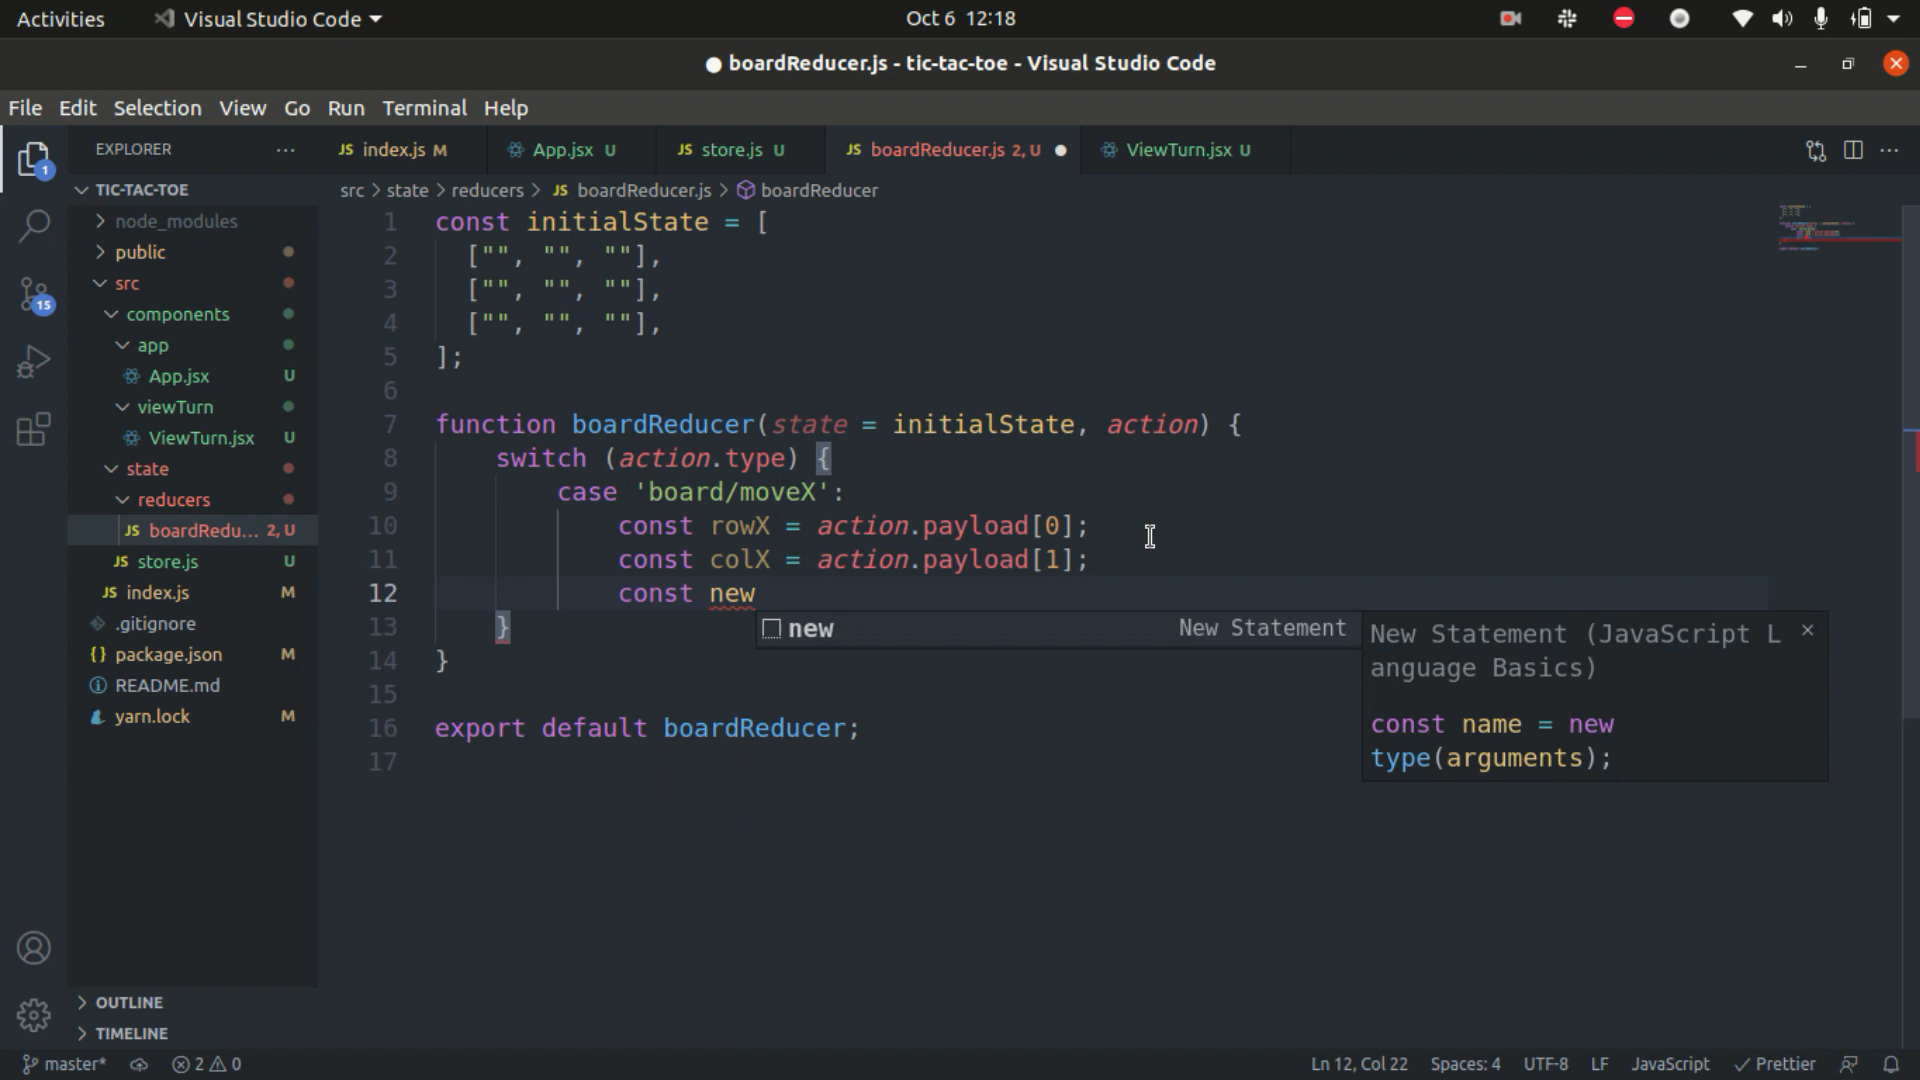 Activities Visual Studio Code Oct 6 12:18
boardReducer.js - tic-tac-toe - Visual Studio Code
File Edit Selection View Go Run Terminal Help
EXPLORER ··· JS index.js M App.jsx U JS store.js U JS boardReducer.js 2, U ViewTurn.jsx U ···
1
15
TIC-TAC-TOE
node_modules
public
src
components
app
App.jsx U
viewTurn
ViewTurn.jsx U
state
reducers
JS boardRedu... 2, U
JS store.js U
JS index.js M
.gitignore
{} package.json M
README.md
yarn.lock M
OUTLINE
TIMELINE
src > state > reducers > JS boardReducer.js > boardReducer
1 const initialState = [
2 ["", "", ""],
3 ["", "", ""],
4 ["", "", ""],
5 ];
6
7 function boardReducer(state = initialState, action) {
8 switch (action.type) {
9 case 'board/moveX':
10 const rowX = action.payload[0];
11 const colX = action.payload[1];
12 const new
13 }
14 }
15
16 export default boardReducer;
17
new New Statement
New Statement (JavaScript L
anguage Basics)
const name = new
type(arguments);
master* 2 0 Ln 12, Col 22 Spaces: 4 UTF-8 LF JavaScript Prettier